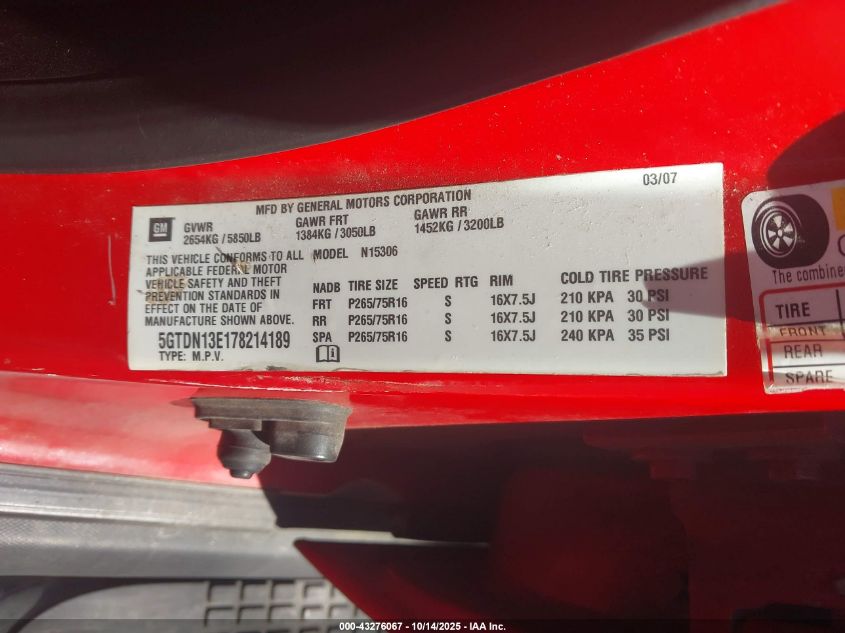 03/07
MFD BY GENERAL MOTORS CORPORATION
GM
GVWR GAWR FRT GAWR RR
2654KG / 5850LB 1384KG / 3050LB 1452KG / 3200LB
THIS VEHICLE CONFORMS TO ALL MODEL N15306
APPLICABLE FEDERAL MOTOR
VEHICLE SAFETY AND THEFT
PREVENTION STANDARDS IN
EFFECT ON THE DATE OF
MANUFACTURE SHOWN ABOVE.
5GTDN13E178214189
TYPE: M.P.V.
NADB TIRE SIZE SPEED RTG RIM COLD TIRE PRESSURE
FRT P265/75R16 S 16X7.5J 210 KPA 30 PSI
RR P265/75R16 S 16X7.5J 210 KPA 30 PSI
SPA P265/75R16 S 16X7.5J 240 KPA 35 PSI
The combine
TIRE
FRONT
REAR
SPARE
000-43276067 | 10/14/2025 - IAA Inc.